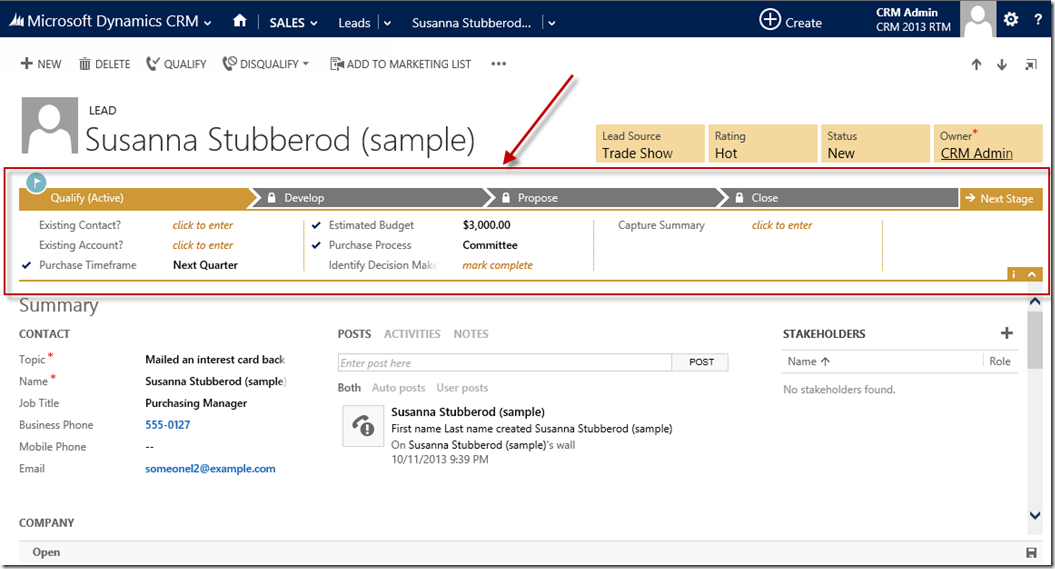 Microsoft Dynamics CRM SALES Leads Susanna Stubberod... Create CRM Admin
CRM 2013 RTM ?
NEW DELETE QUALIFY DISQUALIFY ADD TO MARKETING LIST •••
LEAD
Susanna Stubberod (sample)
Lead Source Rating Status Owner*
Trade Show Hot New CRM Admin
Qualify (Active) Develop Propose Close Next Stage
Existing Contact? click to enter Estimated Budget $3,000.00 Capture Summary click to enter
Existing Account? click to enter Purchase Process Committee
Purchase Timeframe Next Quarter Identify Decision Make mark complete
i
Summary
CONTACT POSTS ACTIVITIES NOTES STAKEHOLDERS
Topic* Mailed an interest card back Enter post here POST Name Role
Name* Susanna Stubberod (sample) Both Auto posts User posts No stakeholders found.
Job Title Purchasing Manager Susanna Stubberod (sample)
Business Phone 555-0127 First name Last name created Susanna Stubberod (sample)
Mobile Phone -- On Susanna Stubberod (sample)'s wall
Email someonel2@example.com 10/11/2013 9:39 PM
COMPANY
Open